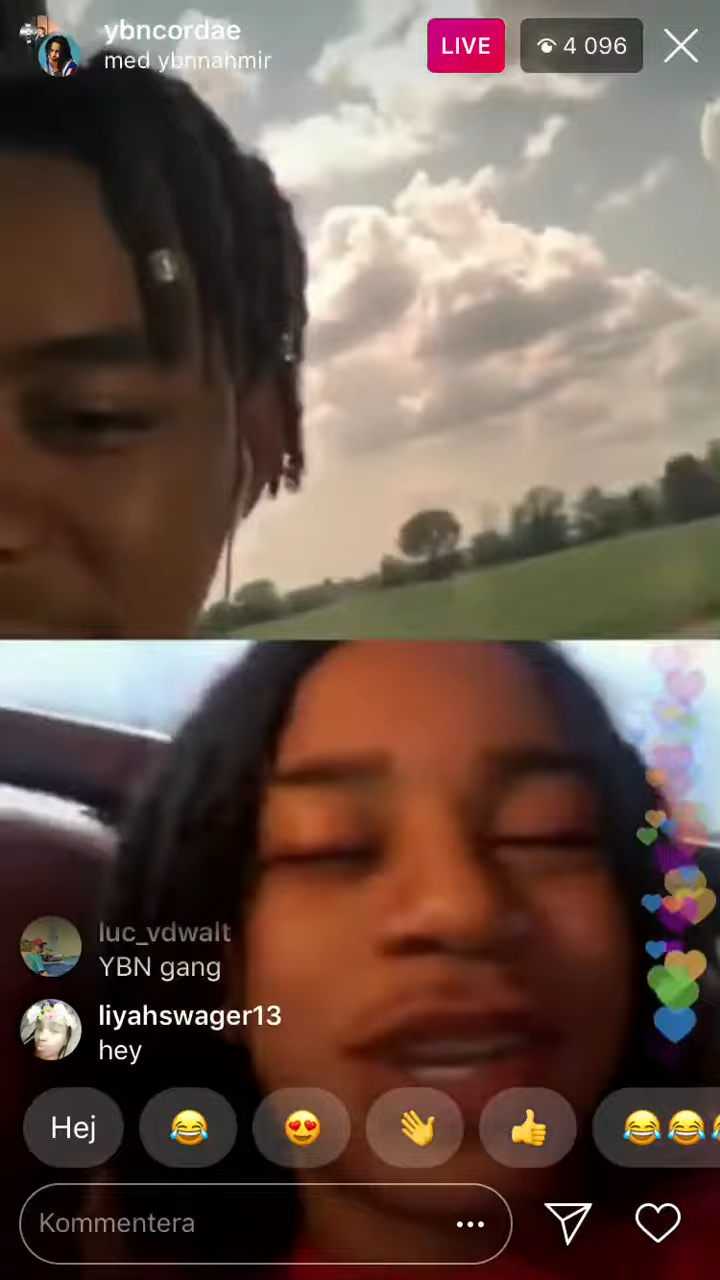 ybncordae
med ybnnahmir
LIVE
4 096
luc_vdwalt
YBN gang
liyahswager13
hey
Hej
Kommentera